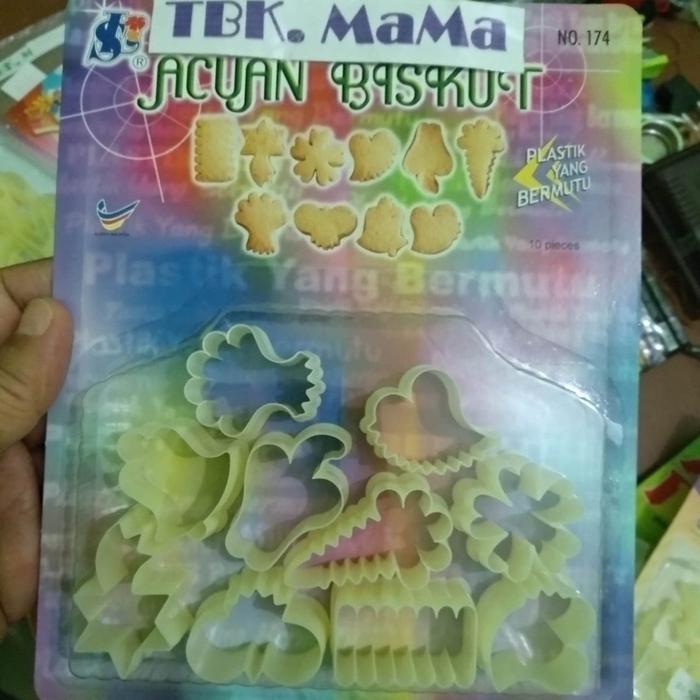 TBK. MaMa
NO. 174
®
ACUAN BISKUT
PLASTIK
YANG
BERMUTU
10 pieces
Plastik Yang Bermutu